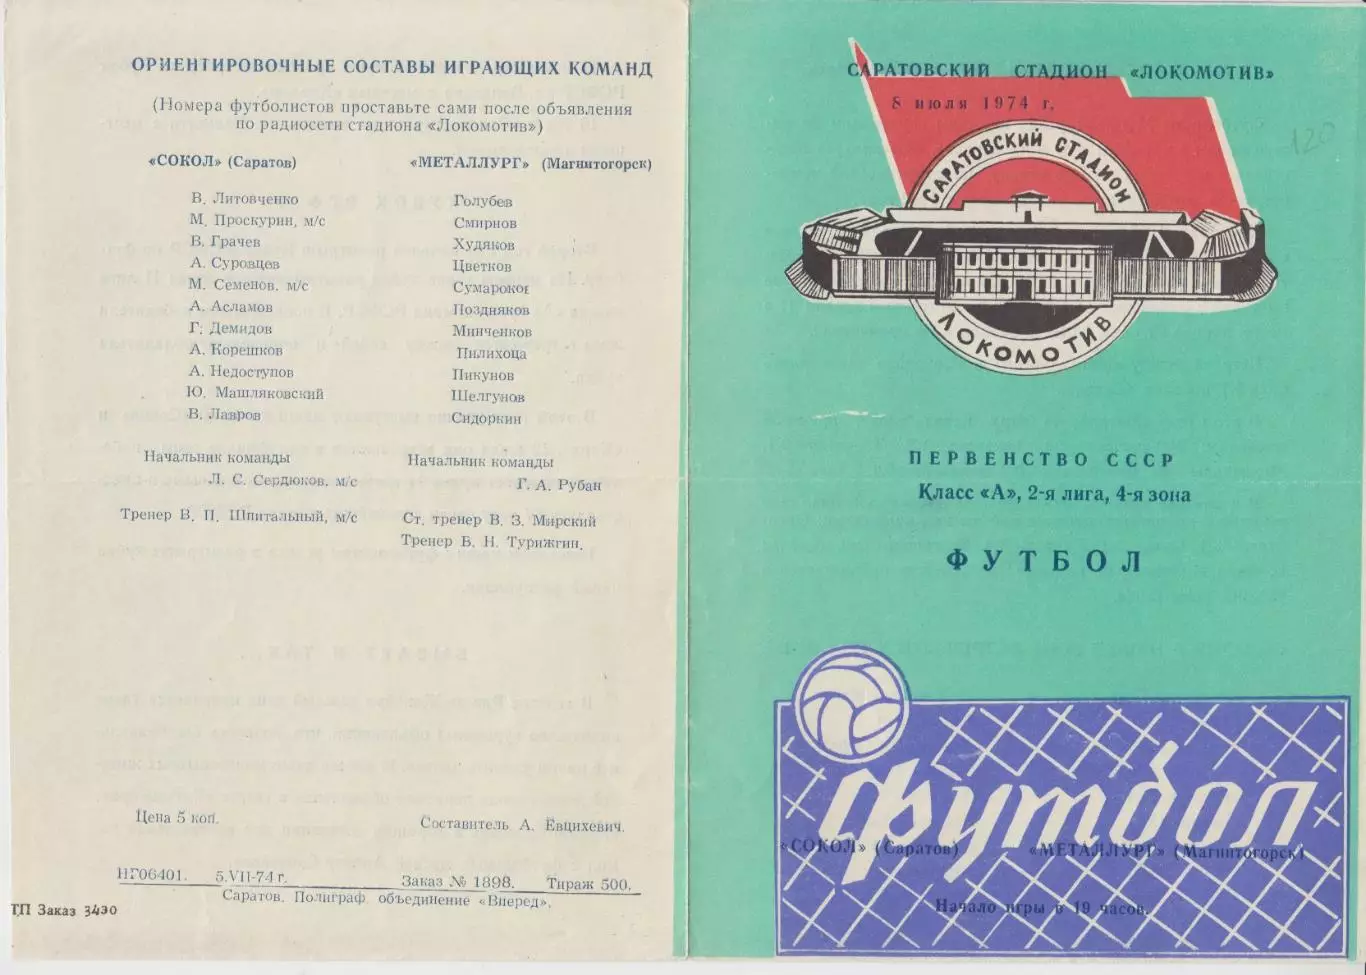 ОРИЕНТИРОВОЧНЫЕ СОСТАВЫ ИГРАЮЩИХ КОМАНД
(Номера футболистов проставьте сами после объявления
по радиосети стадиона «Локомотив»)
«СОКОЛ» (Саратов)
В. Литовченко
М. Проскурин, м/с
В. Грачев
А. Суровцев
М. Семенов, м/с
А. Асламов
Г. Демидов
А. Корешков
А. Недоступов
Ю. Машляковский
В. Лавров
Начальник команды
Л. С. Сердюков, м/с
Тренер В. П. Шпитальный, м/с
«МЕТАЛЛУРГ» (Магнитогорск)
Голубев
Смирнов
Худяков
Цветков
Сумароков
Поздняков
Минченков
Пилихоца
Пикунов
Шелгунов
Сидоркин
Начальник команды
Г. А. Рубан
Ст. тренер В. З. Мирский
Тренер В. Н. Турижгин.
Цена 5 коп. Составитель А. Евцихевич.
НГ06401. 5.VII-74 г. Заказ № 1898. Тираж 500.
Саратов. Полиграф. объединение «Вперед».
ТП Заказ 3430
САРАТОВСКИЙ СТАДИОН «ЛОКОМОТИВ»
8 июля 1974 г.
120
САРАТОВСКИЙ СТАДИОН
ЛОКОМОТИВ
ПЕРВЕНСТВО СССР
Класс «А», 2-я лига, 4-я зона
ФУТБОЛ
Футбол
«СОКОЛ» (Саратов) «МЕТАЛЛУРГ» (Магнитогорск)
Начало игры в 19 часов.